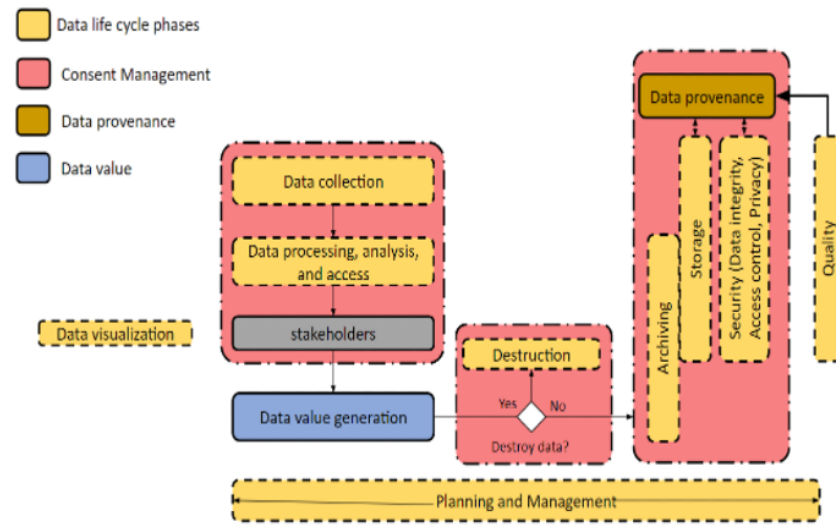 Data life cycle phases
Consent Management
Data provenance
Data value
Data collection
Data processing, analysis,
and access
stakeholders
Data visualization
Data value generation
Destruction
Yes
No
Destroy data?
Data provenance
Archiving
Storage
Security (Data integrity,
Access control, Privacy)
Quality
Planning and Management